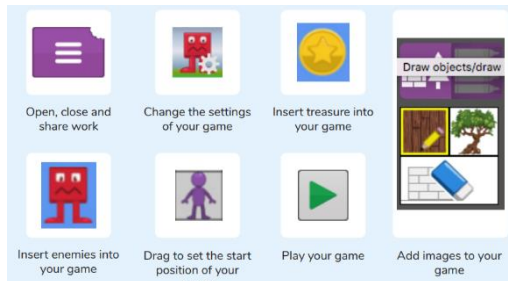 Draw objects/draw
Open, close and
share work
Change the settings
of your game
Insert treasure into
your game
Insert enemies into
your game
Drag to set the start
position of your
Play your game
Add images to your
game